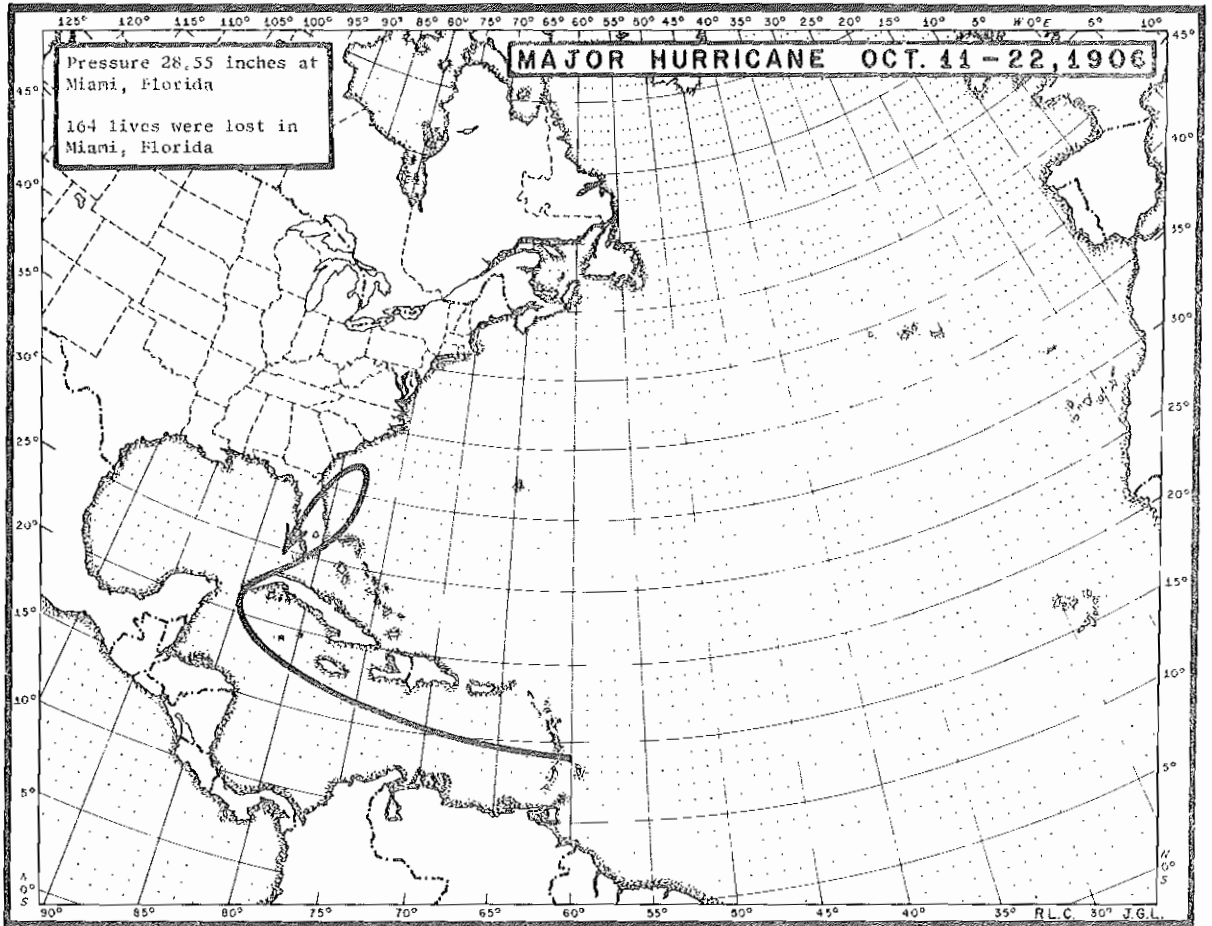 125° 120° 115° 110° 105° 100° 95° 90° 85° 80° 75° 70° 65° 60° 55° 50° 45° 40° 35° 30° 25° 20° 15° 10° 5° W 0° E 5° 10°
Pressure 28.55 inches at
Miami, Florida
164 lives were lost in
Miami, Florida
MAJOR HURRICANE OCT. 11-22, 1906
45°
40°
35°
30°
25°
20°
15°
10°
5°
N
0°
S
45°
40°
35°
30°
25°
20°
15°
10°
5°
N
0°
S
90° 85° 80° 75° 70° 65° 60° 55° 50° 45° 40° 35° R.L.C. 30° J.G.L.